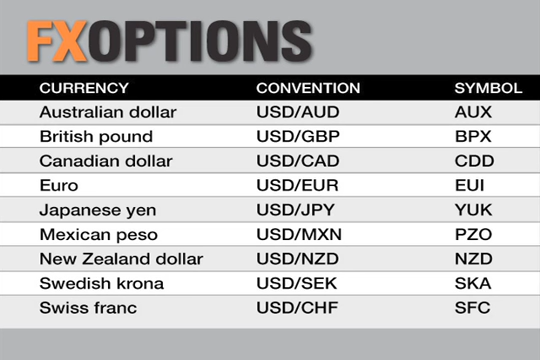 FXOPTIONS
CURRENCY CONVENTION SYMBOL
Australian dollar USD/AUD AUX
British pound USD/GBP BPX
Canadian dollar USD/CAD CDD
Euro USD/EUR EUI
Japanese yen USD/JPY YUK
Mexican peso USD/MXN PZO
New Zealand dollar USD/NZD NZD
Swedish krona USD/SEK SKA
Swiss franc USD/CHF SFC